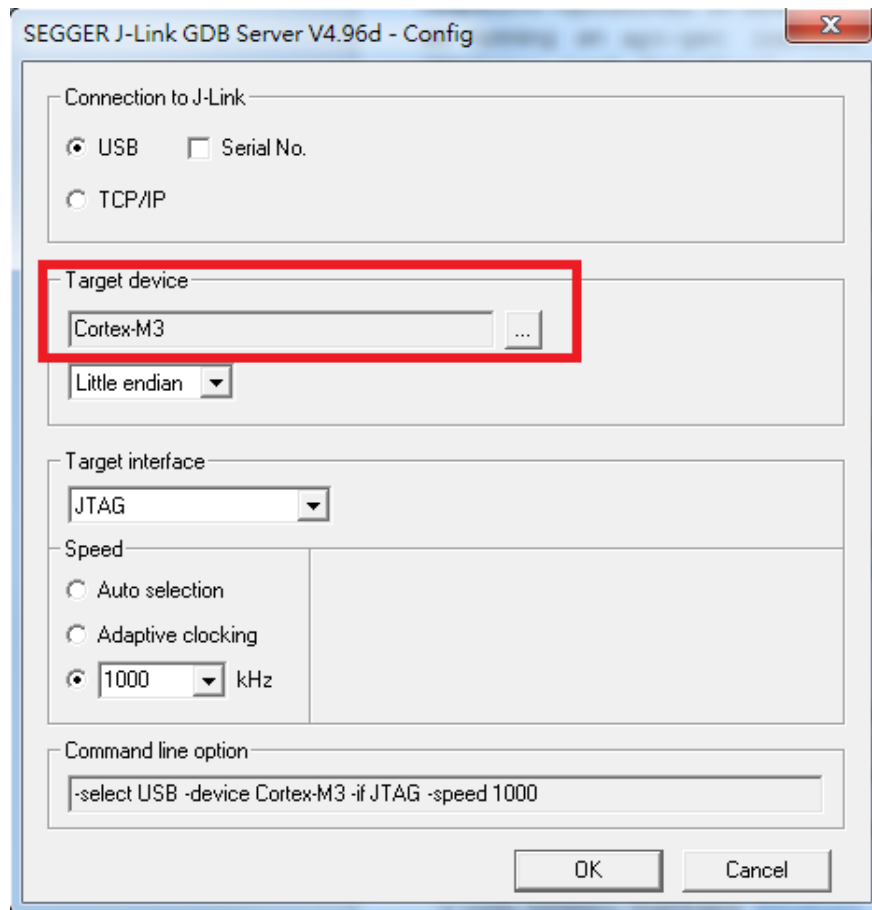 SEGGER J-Link GDB Server V4.96d - Config
Connection to J-Link
USB Serial No.
TCP/IP
Target device
Cortex-M3 ...
Little endian
Target interface
JTAG
Speed
Auto selection
Adaptive clocking
1000 kHz
Command line option
-select USB -device Cortex-M3 -if JTAG -speed 1000
OK Cancel